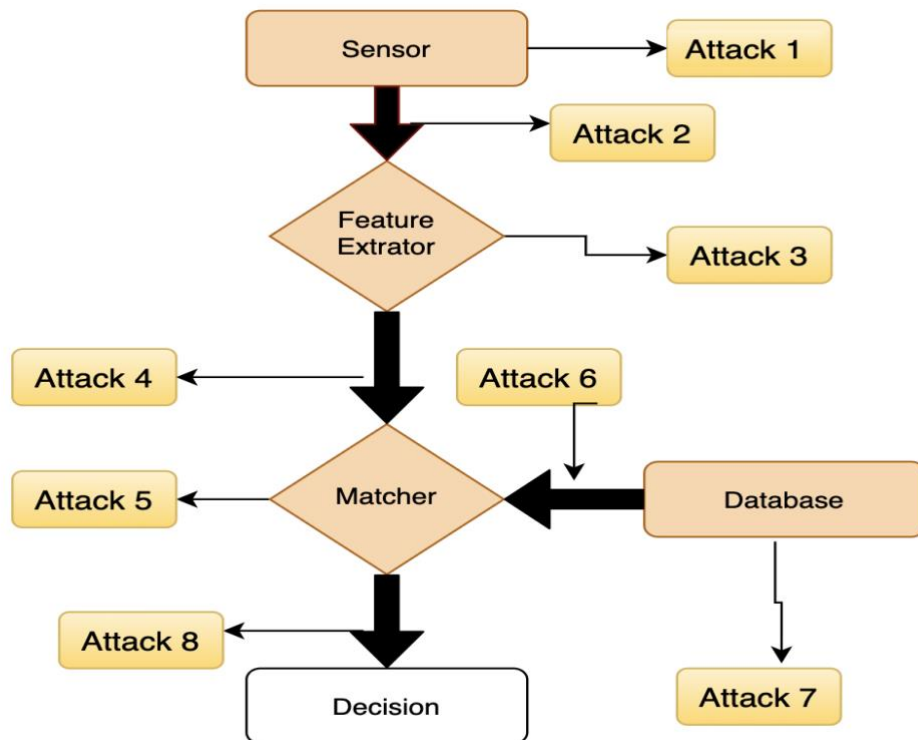 Sensor
Attack 1
Attack 2
Feature
Extrator
Attack 3
Attack 4
Attack 6
Matcher
Attack 5
Database
Attack 8
Attack 7
Decision